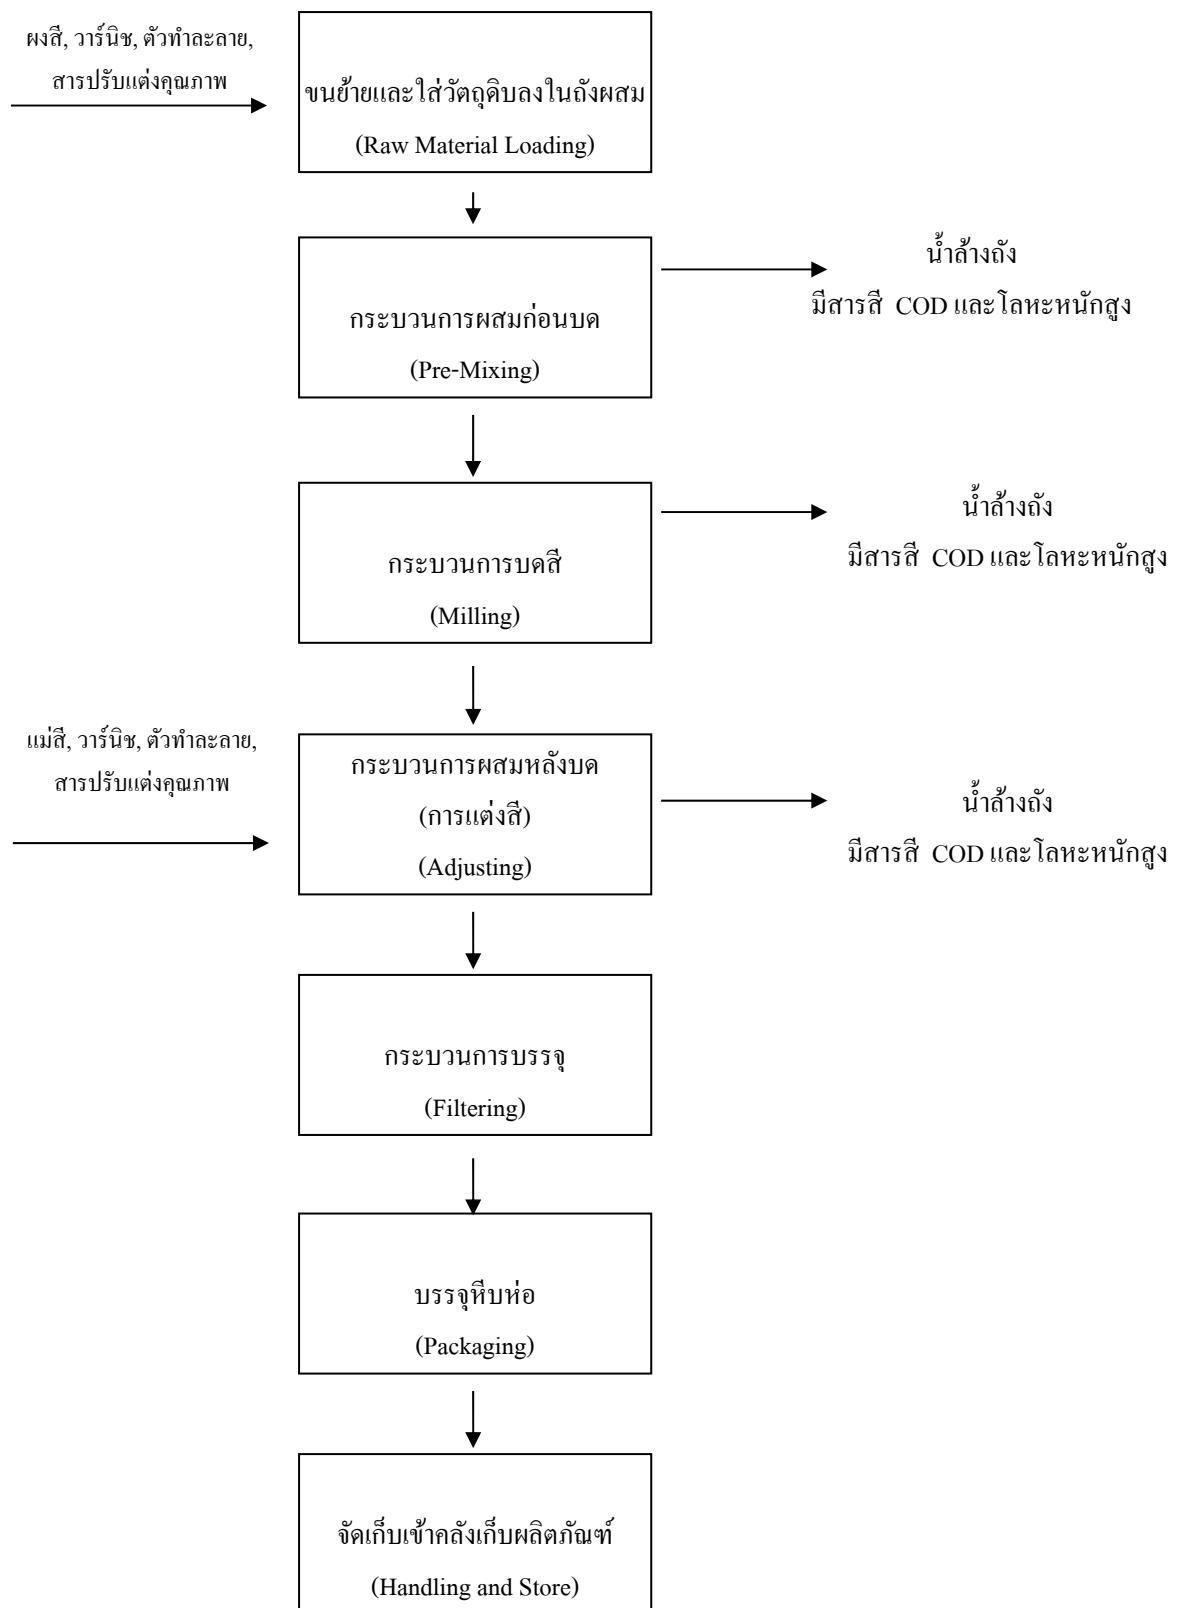 ผงสี, วาร์นิช, ตัวทำละลาย,
สารปรับแต่งคุณภาพ
ขนย้ายและใส่วัตถุดิบลงในถังผสม
(Raw Material Loading)
กระบวนการผสมก่อนบด
(Pre-Mixing)
น้ำล้างถัง
มีสารสี COD และโลหะหนักสูง
กระบวนการบดสี
(Milling)
น้ำล้างถัง
มีสารสี COD และโลหะหนักสูง
แม่สี, วาร์นิช, ตัวทำละลาย,
สารปรับแต่งคุณภาพ
กระบวนการผสมหลังบด
(การแต่งสี)
(Adjusting)
น้ำล้างถัง
มีสารสี COD และโลหะหนักสูง
กระบวนการบรรจุ
(Filtering)
บรรจุหีบห่อ
(Packaging)
จัดเก็บเข้าคลังเก็บผลิตภัณฑ์
(Handling and Store)